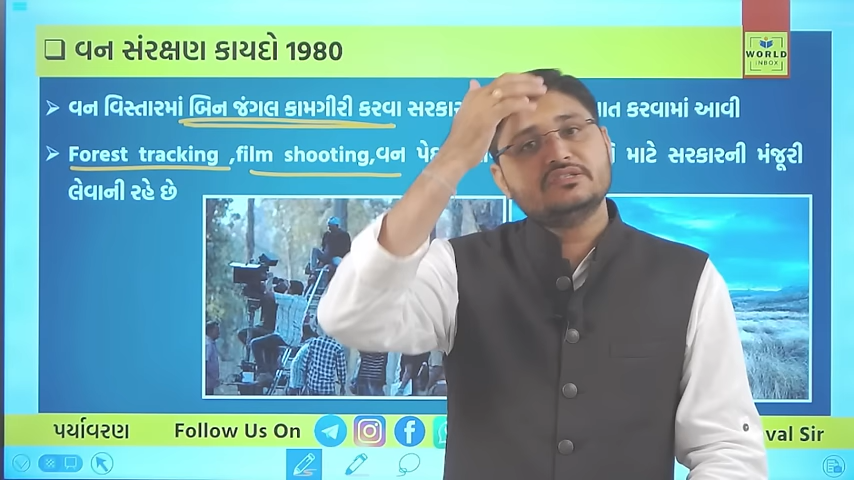 વન સંરક્ષણ કાયદો 1980
WORLD
INBOX
વન વિસ્તારમાં બિન જંગલ કામગીરી કરવા કરવામાં આવી
Forest tracking ,film shooting,વન માટે સરકારની મંજૂરી
લેવાની રહે છે
પર્યાવરણ Follow Us On val Sir